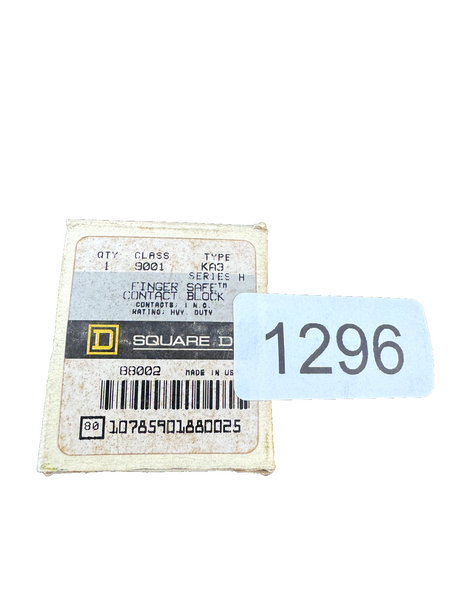 QTY CLASS TYPE
1 9001 KA3
SERIES H
FINGER SAFE™
CONTACT BLOCK
CONTACTS: 1 N.O.
RATING: HVY DUTY
D SQUARE D
88002 MADE IN US
80 10785901880025
1296